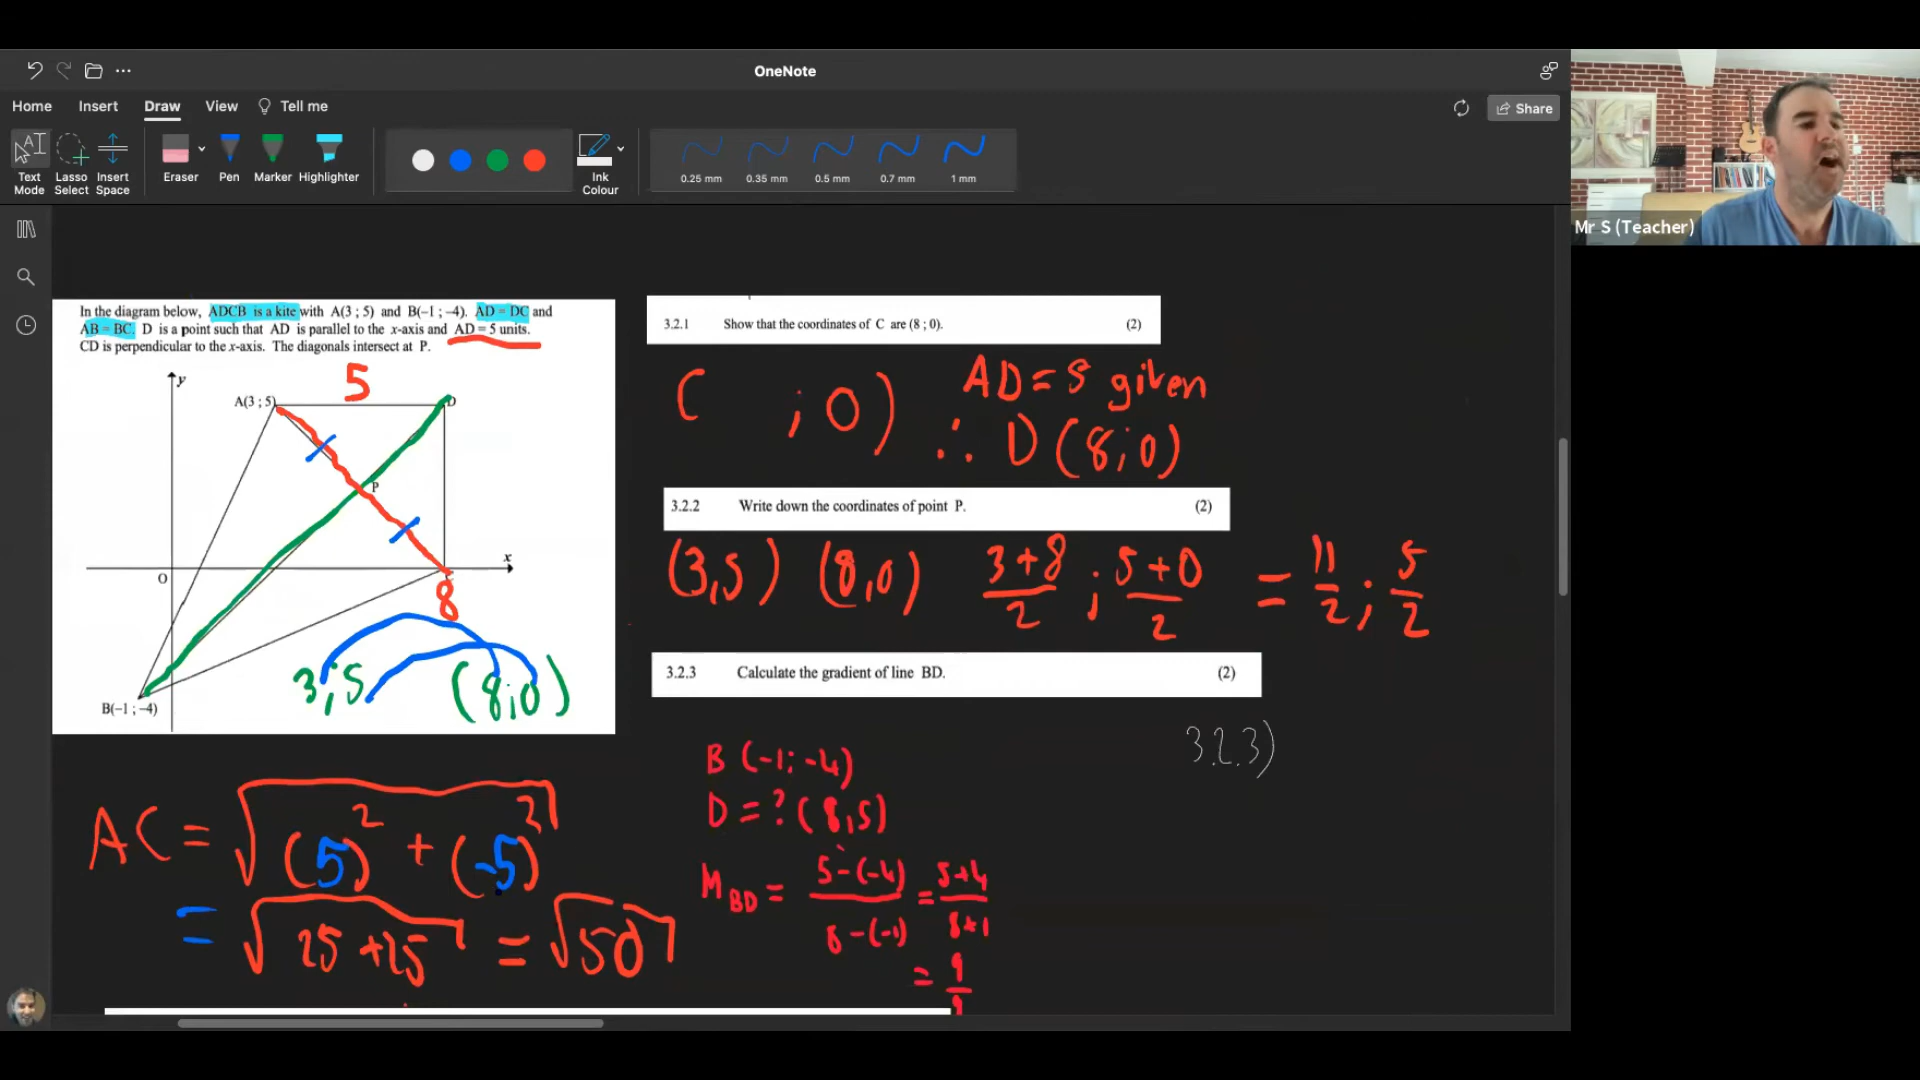 OneNote
Home Insert Draw View Tell me
Share
Text Mode
Lasso Select
Insert Space
Eraser
Pen
Marker
Highlighter
Ink Colour
0.25 mm 0.35 mm 0.5 mm 0.7 mm 1 mm
Mr S (Teacher)
In the diagram below, ADCB is a kite with A(3 ; 5) and B(−1 ; −4). AD = DC and
AB = BC. D is a point such that AD is parallel to the x-axis and AD = 5 units.
CD is perpendicular to the x-axis. The diagonals intersect at P.
y
5
A(3 ; 5)
D
P
x
O
8
3;5 (8;0)
B(−1 ; −4)
AC = √(5)² + (-5)²
= √25+25 = √50
3.2.1 Show that the coordinates of C are (8 ; 0). (2)
( ;0) AD = 5 given
∴ D (8;0)
3.2.2 Write down the coordinates of point P. (2)
(3,5) (8,0) 3+8/2 ; 5+0/2 = 11/2 ; 5/2
3.2.3 Calculate the gradient of line BD. (2)
3.2.3)
B (-1; -4)
D = ? (8,5)
M BD = 5-(-4)/8-(-1) = 5+4/8+1
= 9/9